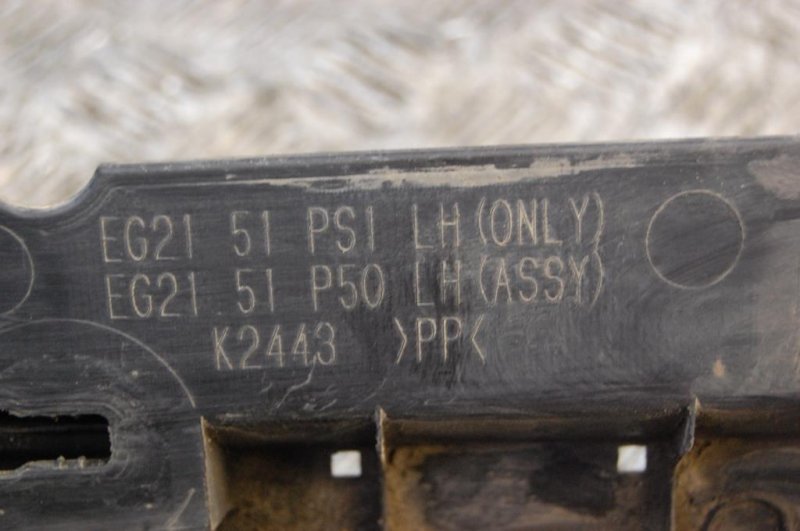 EG21 51 PS1 LH(ONLY)
EG21 51 P50 LH(ASSY)
K2443 >PP<